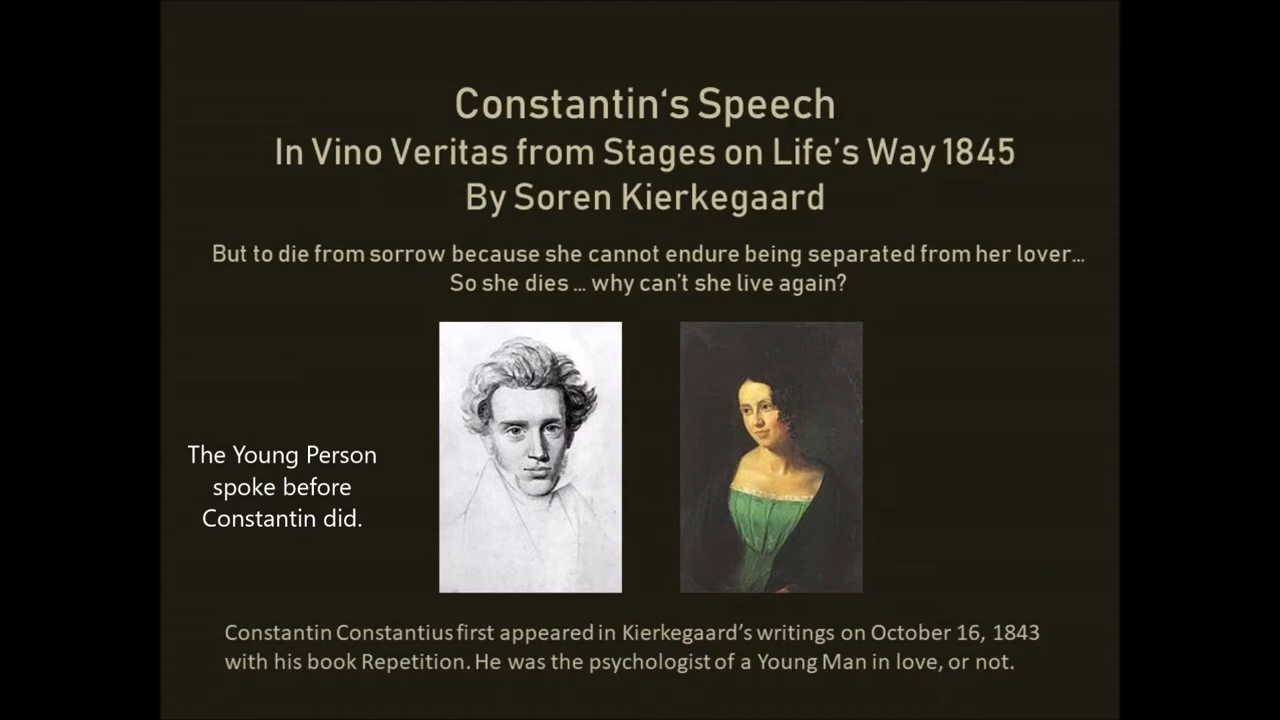 Constantin‘s Speech
In Vino Veritas from Stages on Life’s Way 1845
By Soren Kierkegaard
But to die from sorrow because she cannot endure being separated from her lover…
So she dies … why can’t she live again?
The Young Person
spoke before
Constantin did.
Constantin Constantius first appeared in Kierkegaard’s writings on October 16, 1843
with his book Repetition. He was the psychologist of a Young Man in love, or not.